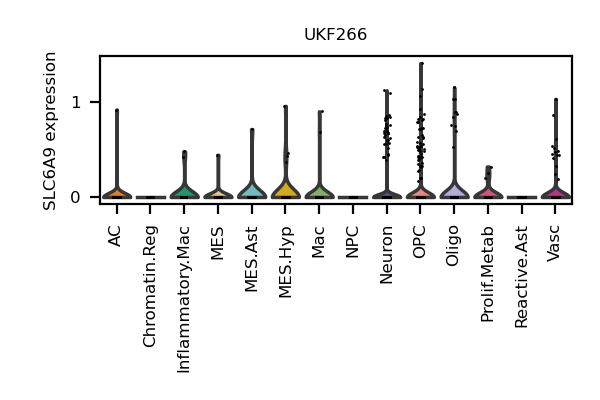 UKF266
SLC6A9 expression
1
0
AC
Chromatin.Reg
Inflammatory.Mac
MES
MES.Ast
MES.Hyp
Mac
NPC
Neuron
OPC
Oligo
Prolif.Metab
Reactive.Ast
Vasc